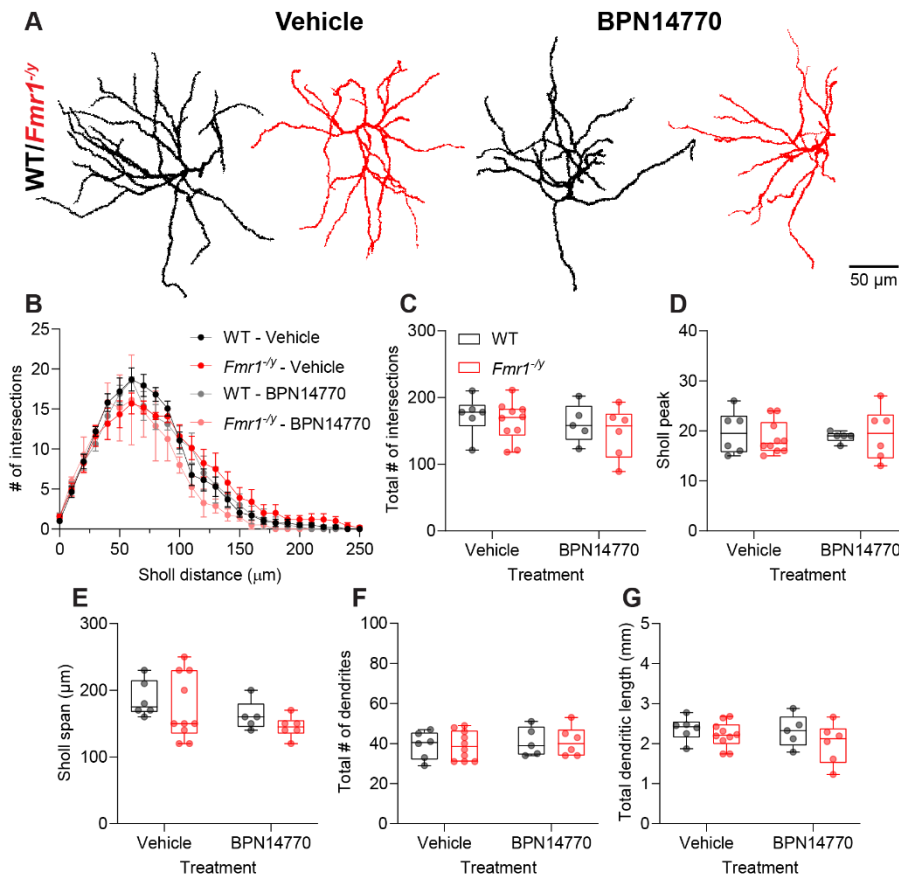 A
Vehicle
BPN14770
WT/Fmr1-/y
50 µm
B
# of intersections
25
20
15
10
5
0
0
50
100
150
200
250
Sholl distance (µm)
WT - Vehicle
Fmr1-/y - Vehicle
WT - BPN14770
Fmr1-/y - BPN14770
C
Total # of intersections
300
200
100
0
WT
Fmr1-/y
Vehicle
BPN14770
Treatment
D
Sholl peak
40
30
20
10
0
Vehicle
BPN14770
Treatment
E
Sholl span (µm)
300
200
100
0
Vehicle
BPN14770
Treatment
F
Total # of dendrites
100
80
60
40
20
0
Vehicle
BPN14770
Treatment
G
Total dendritic length (mm)
5
4
3
2
1
0
Vehicle
BPN14770
Treatment